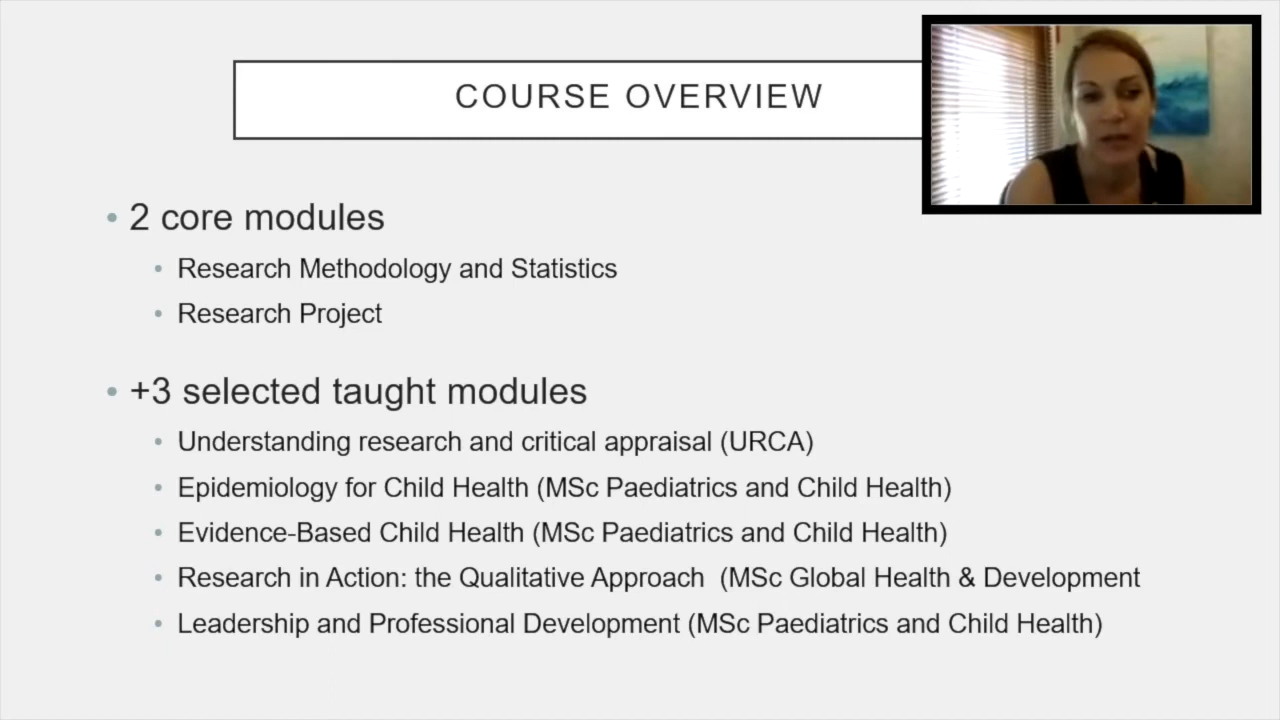 COURSE OVERVIEW
• 2 core modules
• Research Methodology and Statistics
• Research Project
• +3 selected taught modules
• Understanding research and critical appraisal (URCA)
• Epidemiology for Child Health (MSc Paediatrics and Child Health)
• Evidence-Based Child Health (MSc Paediatrics and Child Health)
• Research in Action: the Qualitative Approach  (MSc Global Health & Development
• Leadership and Professional Development (MSc Paediatrics and Child Health)